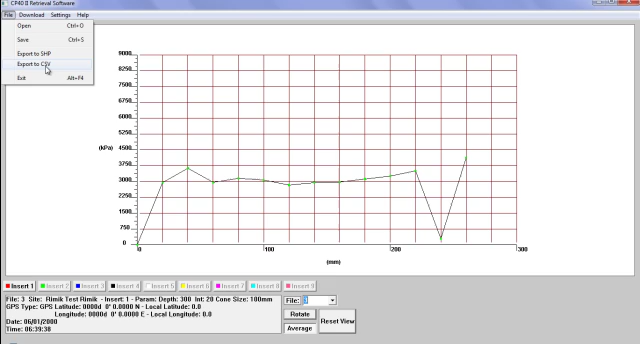 CP40 II Retrieval Software
File Download Settings Help
Open Ctrl+O
Save Ctrl+S
Export to SHP
Export to CSV
Exit Alt+F4
9000
8250
7500
6750
6000
5250
(kPa) 4500
3750
3000
2250
1500
750
0
0 100 200 300
(mm)
Insert 1 Insert 2 Insert 3 Insert 4 Insert 5 Insert 6 Insert 7 Insert 8 Insert 9
File: 3 Site: Rimik Test Rimik - Insert: 1 - Param: Depth: 300 Int: 20 Cone Size: 100mm
GPS Type: GPS Latitude: 0000d 0' 0.0000 N - Local Latitude: 0.0
Longitude: 0000d 0' 0.0000 E - Local Longitude: 0.0
Date: 06/01/2000
Time: 06:39:38
File: 3
Rotate
Average
Reset View